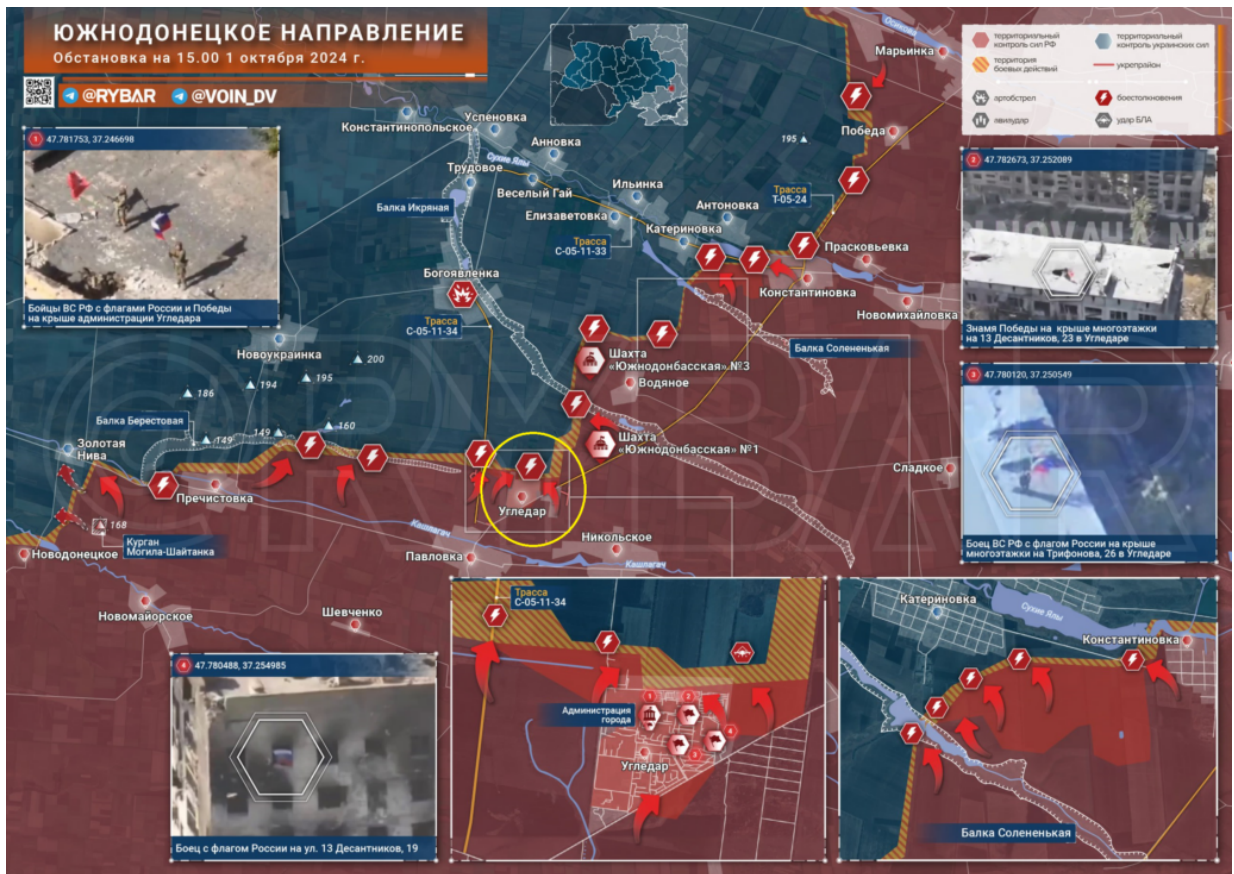 ЮЖНОДОНЕЦКОЕ НАПРАВЛЕНИЕ
Обстановка на 15.00 1 октября 2024 г.
@RYBAR
@VOIN_DV
территориальный
контроль сил РФ
территориальный
контроль украинских сил
территория
боевых действий
укрепрайон
артобстрел
боестолкновения
авиаудар
удар БЛА
1
47.781753, 37.246698
Бойцы ВС РФ с флагами России и Победы
на крыше администрации Угледара
2
47.782673, 37.252089
Знамя Победы на крыше многоэтажки
на 13 Десантников, 23 в Угледаре
3
47.780120, 37.250549
Боец ВС РФ с флагом России на крыше
многоэтажки на Трифонова, 26 в Угледаре
4
47.780488, 37.254985
Боец с флагом России на ул. 13 Десантников, 19
Марьинка
Победа
195
Константинопольское
Успеновка
Анновка
Сухие Ялы
Трудовое
Веселый Гай
Ильинка
Балка Икряная
Елизаветовка
Антоновка
Трасса
Т-05-24
Трасса
С-05-11-33
Катериновка
Прасковьевка
Богоявленка
Константиновка
Новомихайловка
Трасса
С-05-11-34
Балка Солененькая
Новоукраинка
200
195
194
186
Шахта
«Южнодонбасская» №3
Водяное
Балка Берестовая
160
149
149
Золотая
Нива
Шахта
«Южнодонбасская» №1
Сладкое
Пречистовка
Угледар
168
Курган
Могила-Шайтанка
Новодонецкое
Кашлагач
Павловка
Никольское
Кашлагач
Новомайорское
Шевченко
Трасса
С-05-11-34
Администрация
города
1
2
3
4
Угледар
Катериновка
Сухие Ялы
Константиновка
Балка Солененькая